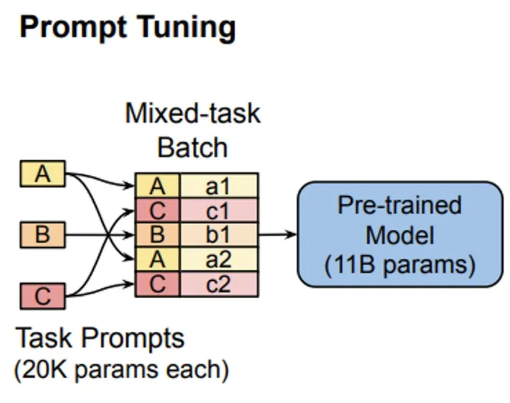 Prompt Tuning
Mixed-task
Batch
A
B
C
A a1
C c1
B b1
A a2
C c2
Pre-trained
Model
(11B params)
Task Prompts
(20K params each)